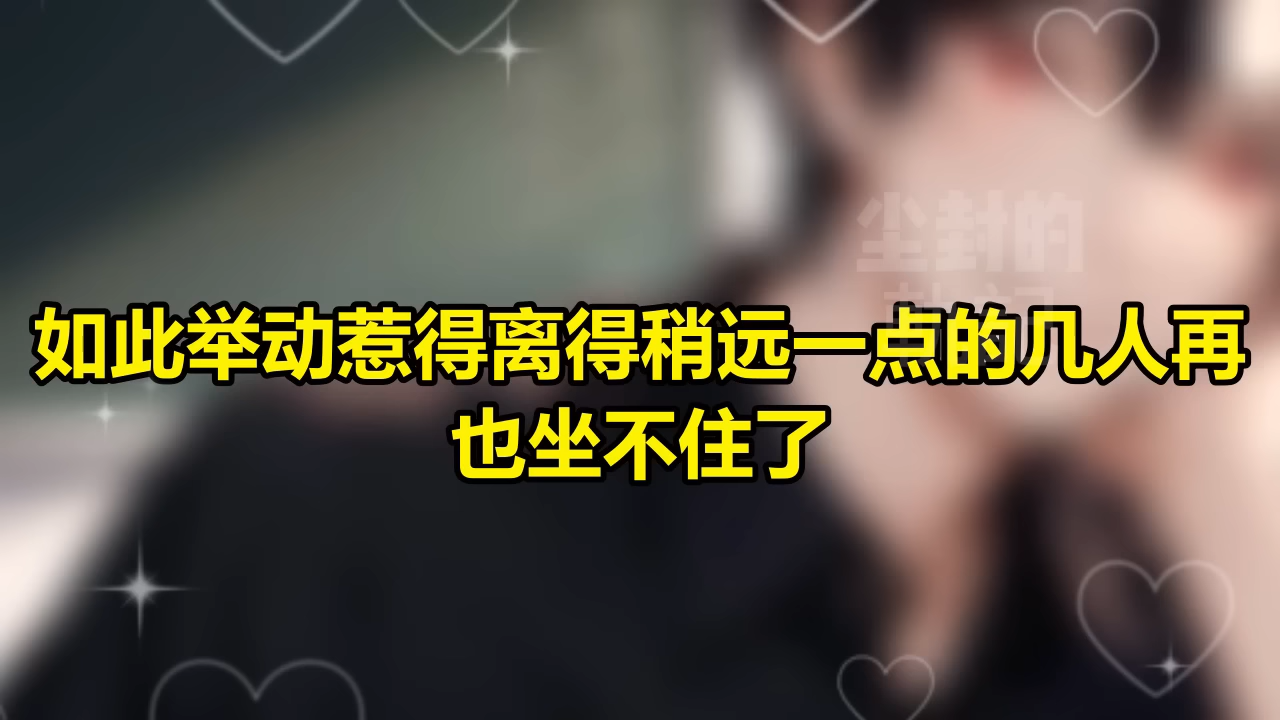 尘封的
如此举动惹得离得稍远一点的几人再
也坐不住了